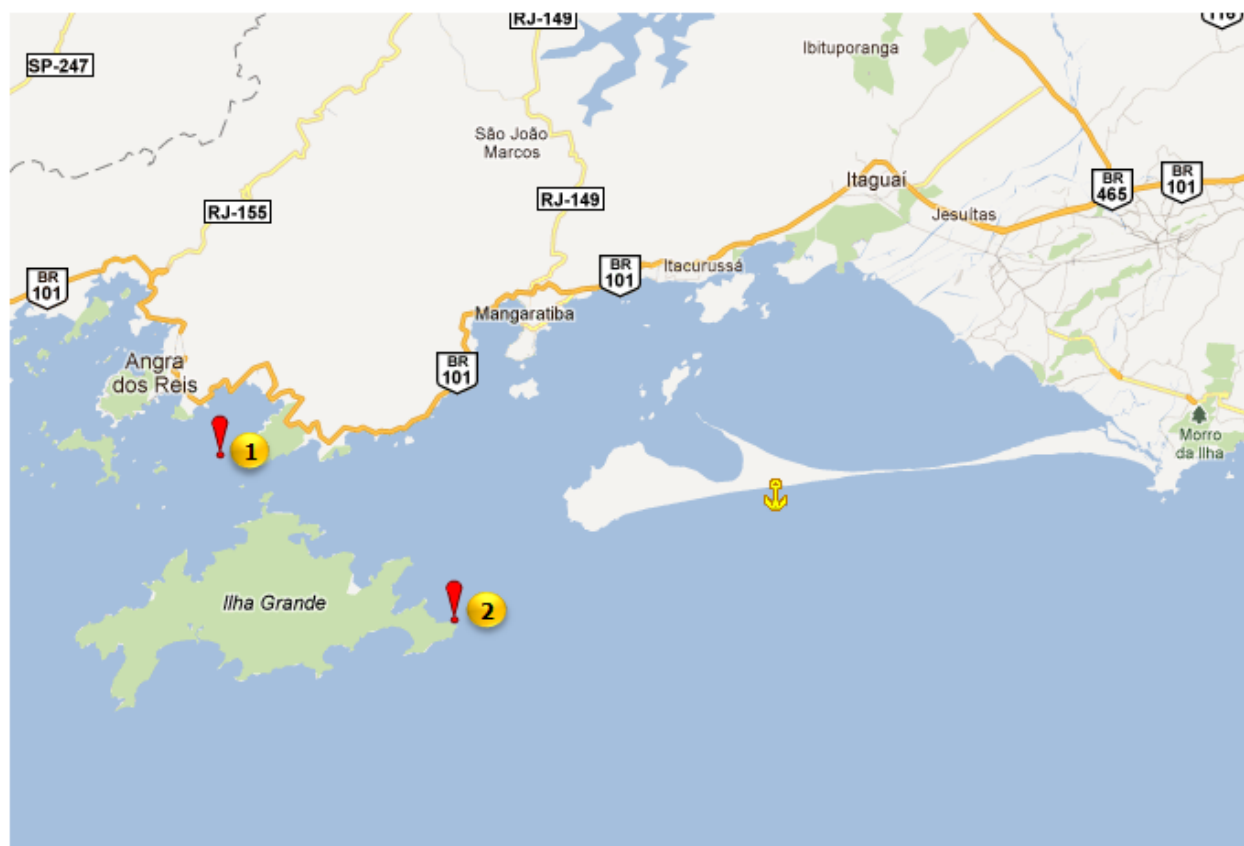 RJ-149
116
SP-247
Ibituporanga
São João
Marcos
Itaguaí
BR
465
BR
101
RJ-155
RJ-149
Jesuítas
BR
101
BR
101
Itacurussá
Mangaratiba
Angra
dos Reis
BR
101
Morro
da Ilha
1
Ilha Grande
2